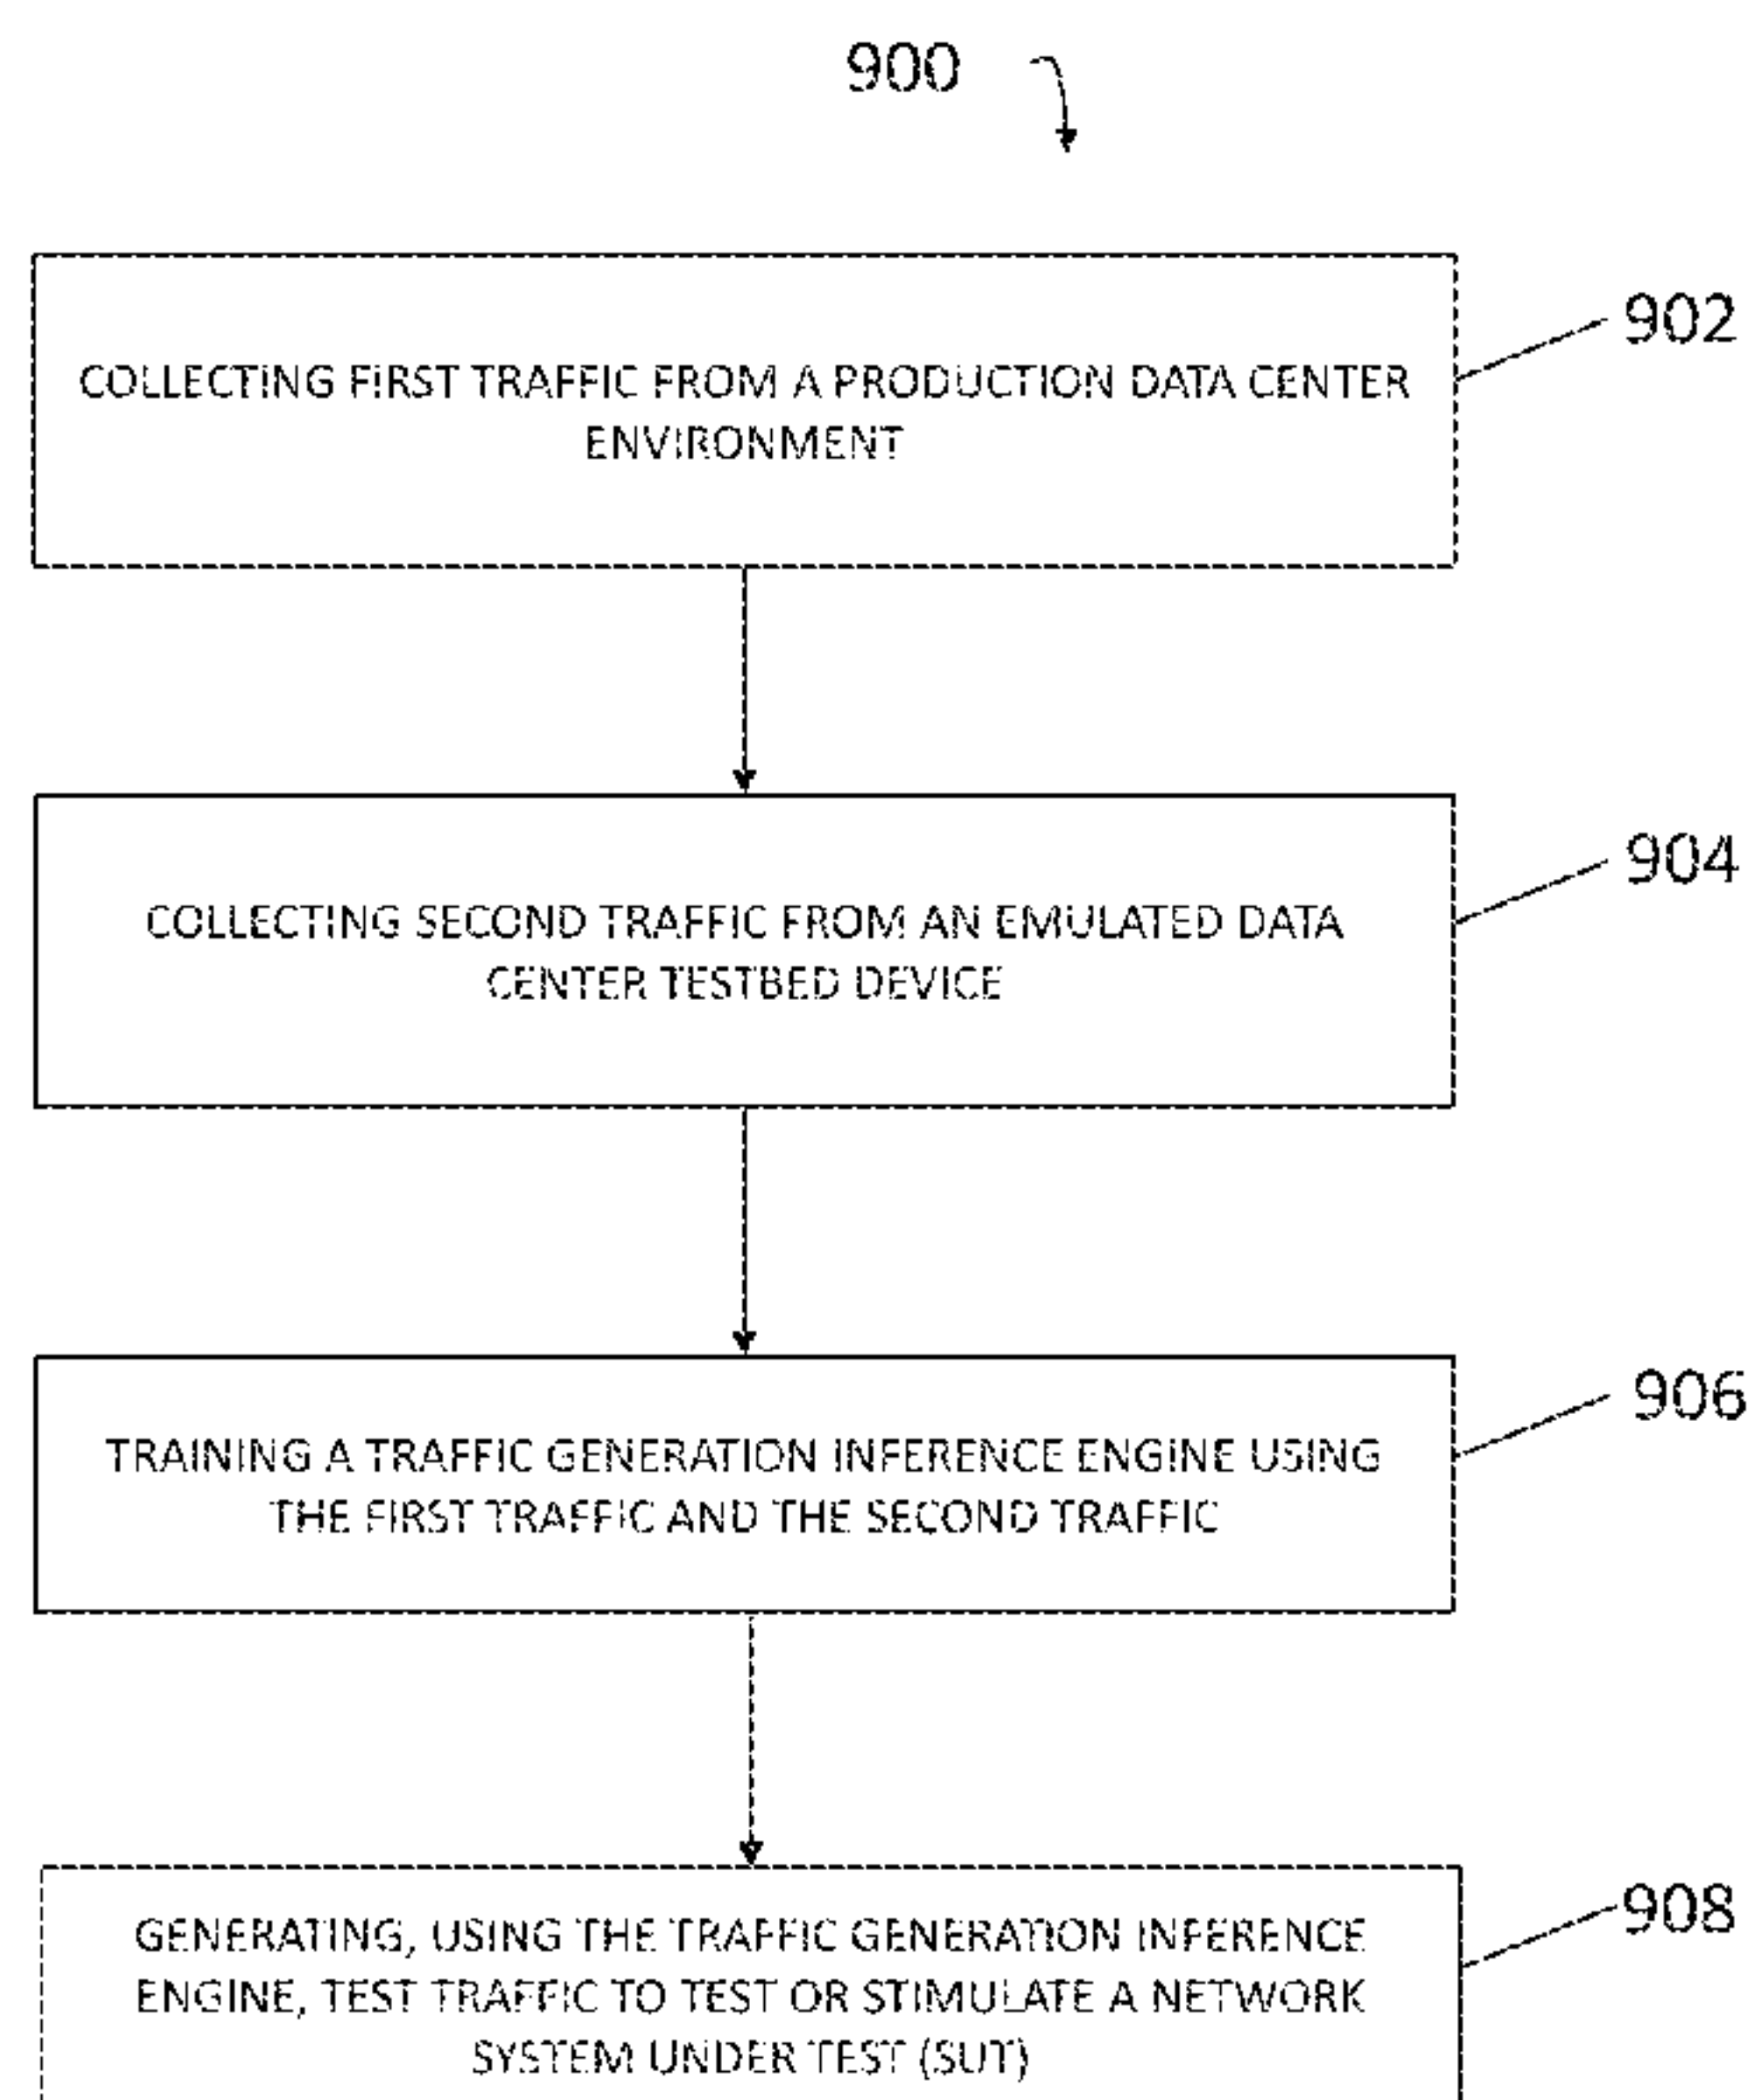 900
COLLECTING FIRST TRAFFIC FROM A PRODUCTION DATA CENTER
ENVIRONMENT
902
COLLECTING SECOND TRAFFIC FROM AN EMULATED DATA
CENTER TESTBED DEVICE
904
TRAINING A TRAFFIC GENERATION INFERENCE ENGINE USING
THE FIRST TRAFFIC AND THE SECOND TRAFFIC
906
GENERATING, USING THE TRAFFIC GENERATION INFERENCE
ENGINE, TEST TRAFFIC TO TEST OR STIMULATE A NETWORK
SYSTEM UNDER TEST (SUT)
908